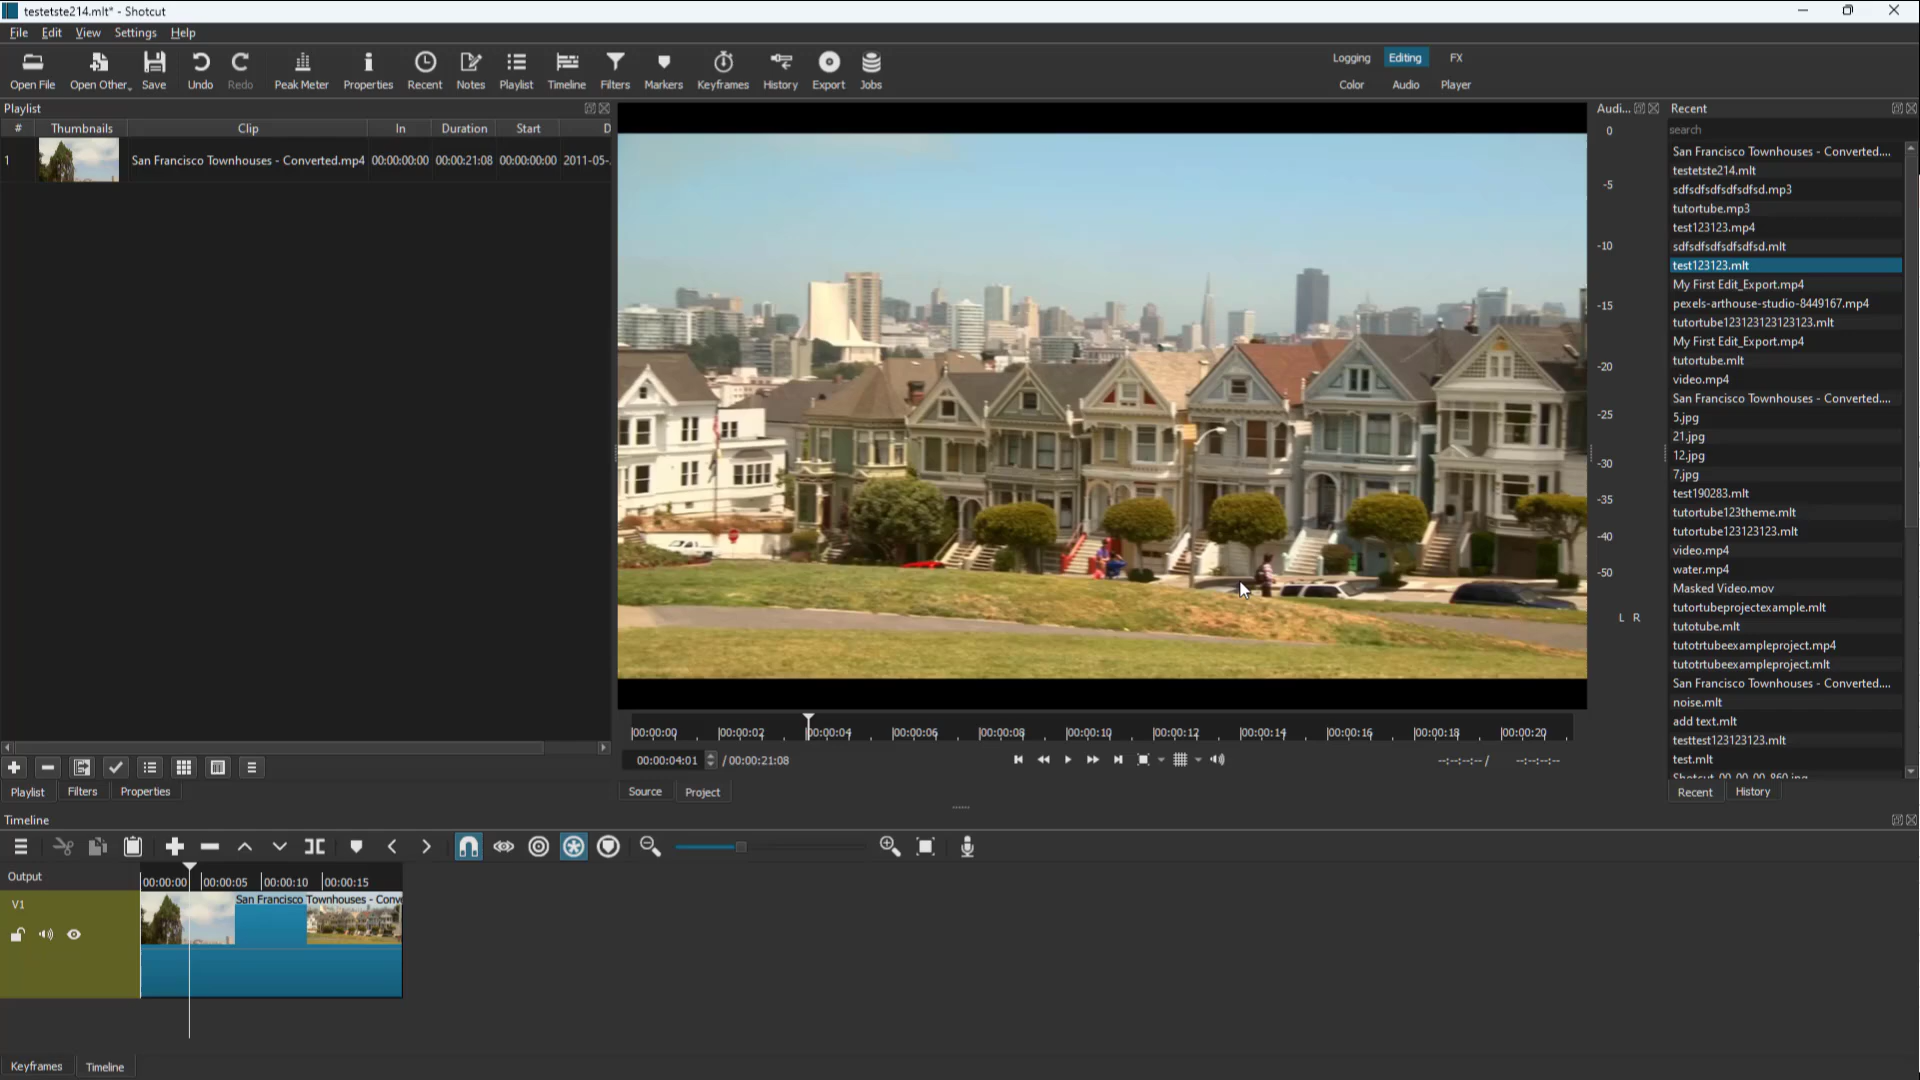 testetste214.mlt* - Shotcut
File Edit View Settings Help
Open File Open Other... Save Undo Redo Peak Meter Properties Recent Notes Playlist Timeline Filters Markers Keyframes History Export Jobs
Logging Editing FX
Color Audio Player
Playlist
# Thumbnails Clip In Duration Start D
1 San Francisco Townhouses - Converted.mp4 00:00:00:00 00:00:21:08 00:00:00:00 2011-05-
Playlist Filters Properties
00:00:00 00:00:02 00:00:04 00:00:06 00:00:08 00:00:10 00:00:12 00:00:14 00:00:16 00:00:18 00:00:20
00:00:04:01 / 00:00:21:08 --:--:--:-- / --:--:--:--
Source Project
Audi...
0
-5
-10
-15
-20
-25
-30
-35
-40
-50
L R
Recent
search
San Francisco Townhouses - Converted....
testetste214.mlt
sdfsdfsdfsdfsdfsd.mp3
tutortube.mp3
test123123.mp4
sdfsdfsdfsdfsdfsd.mlt
test123123.mlt
My First Edit_Export.mp4
pexels-arthouse-studio-8449167.mp4
tutortube123123123123123.mlt
My First Edit_Export.mp4
tutortube.mlt
video.mp4
San Francisco Townhouses - Converted....
5.jpg
21.jpg
12.jpg
7.jpg
test190283.mlt
tutortube123theme.mlt
tutortube123123123.mlt
video.mp4
water.mp4
Masked Video.mov
tutortubeprojectexample.mlt
tutotube.mlt
tutotrtubeexampleproject.mp4
tutotrtubeexampleproject.mlt
San Francisco Townhouses - Converted....
noise.mlt
add text.mlt
testtest123123123.mlt
test.mlt
Recent History
Timeline
Output
00:00:00 00:00:05 00:00:10 00:00:15
V1
San Francisco Townhouses - Conv
Keyframes Timeline